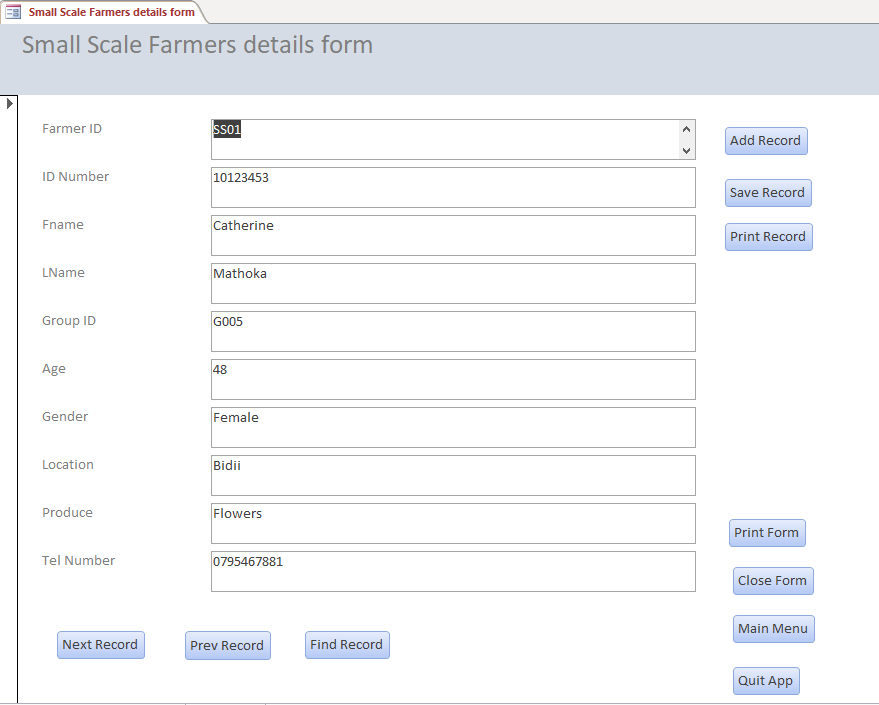 Small Scale Farmers details form
Small Scale Farmers details form
Farmer ID SS01 Add Record
ID Number 10123453 Save Record
Fname Catherine Print Record
LName Mathoka
Group ID G005
Age 48
Gender Female
Location Bidii
Produce Flowers
Print Form
Tel Number 0795467881
Close Form
Main Menu
Next Record Prev Record Find Record
Quit App